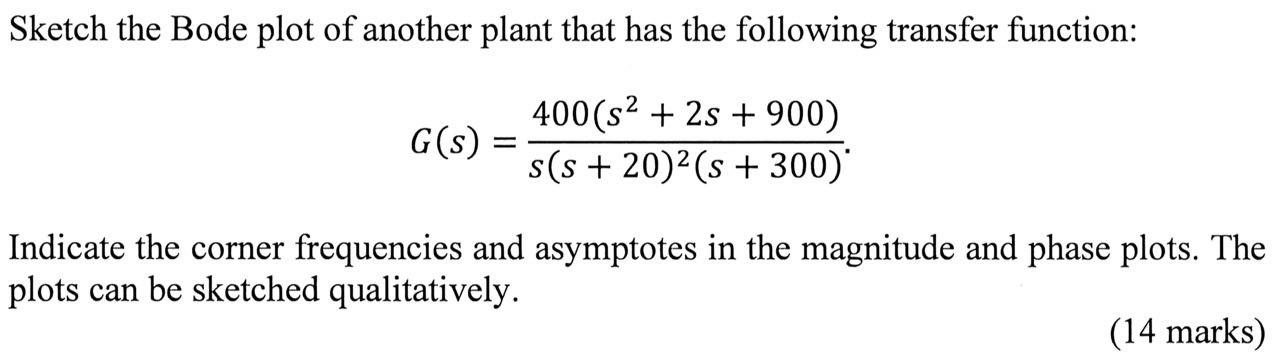 Sketch the Bode plot of another plant that has the following transfer function:
G(s) = 400(s² + 2s + 900) / s(s + 20)²(s + 300).
Indicate the corner frequencies and asymptotes in the magnitude and phase plots. The
plots can be sketched qualitatively.
(14 marks)